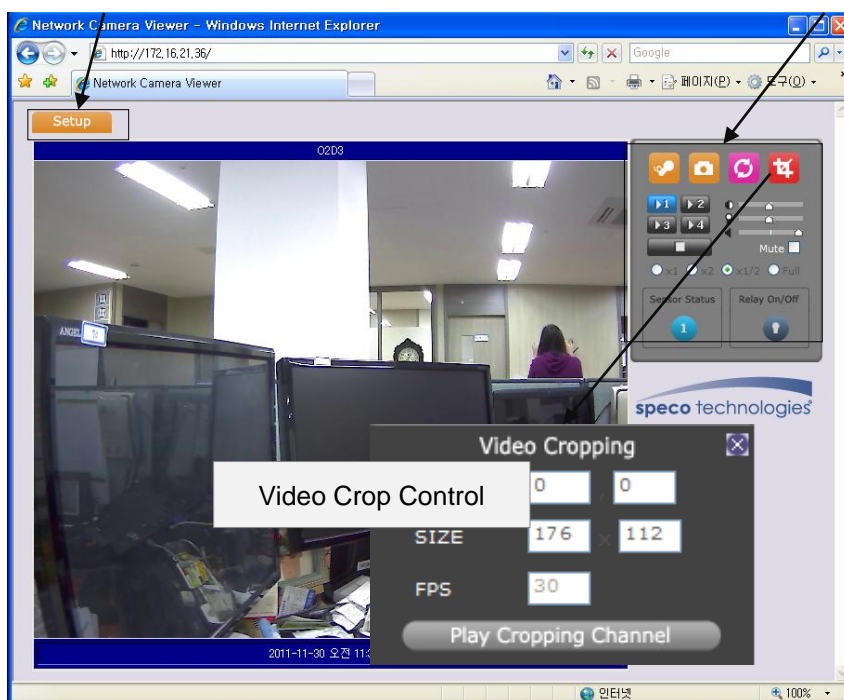 Network Camera Viewer - Windows Internet Explorer
http://172.16.21.36/
Google
Network Camera Viewer
페이지(P) 도구(O)
Setup
O2D3
1 2
3 4
Mute
x1 x2 x1/2 Full
Sensor Status Relay On/Off
1
ANGEL
speco technologies
Video Cropping
0 , 0
Video Crop Control
SIZE 176 x 112
FPS 30
Play Cropping Channel
2011-11-30 오전 11:
인터넷 100%